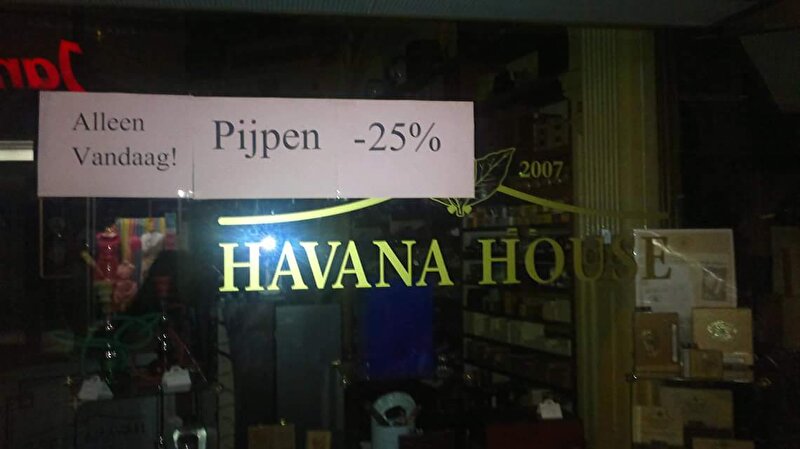 Alleen
Vandaag!
Pijpen -25%
2007
HAVANA HOUSE